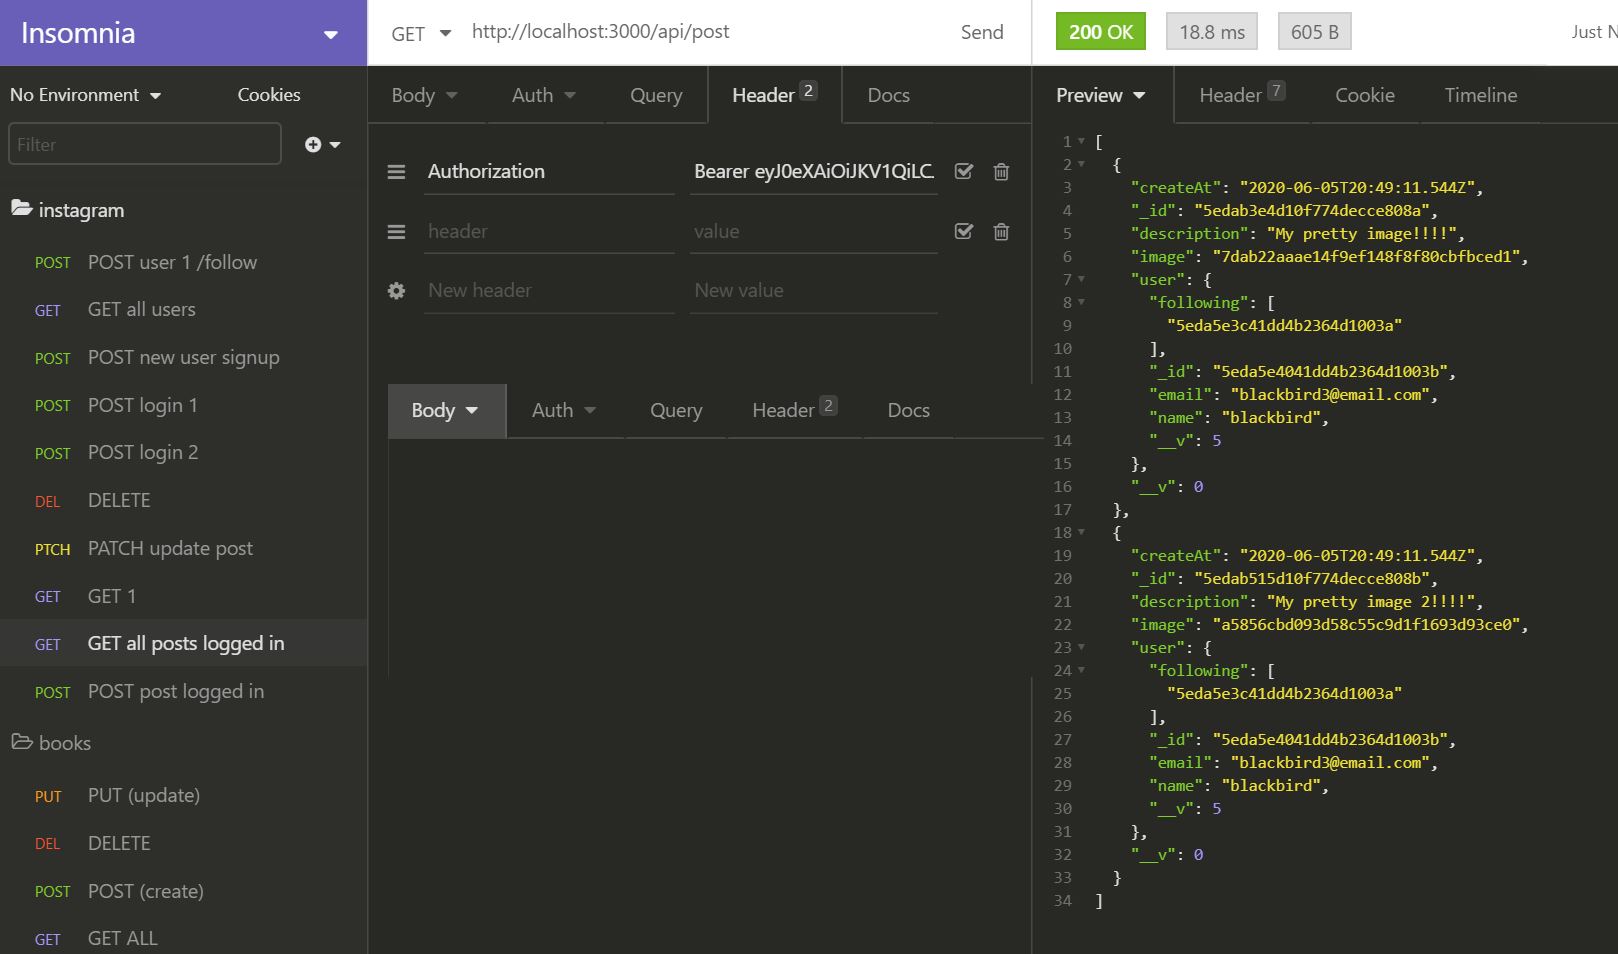 Insomnia
No Environment
Cookies
Filter
instagram
POST POST user 1 /follow
GET GET all users
POST POST new user signup
POST POST login 1
POST POST login 2
DEL DELETE
PTCH PATCH update post
GET GET 1
GET GET all posts logged in
POST POST post logged in
books
PUT PUT (update)
DEL DELETE
POST POST (create)
GET GET ALL
GET http://localhost:3000/api/post Send
Body Auth Query Header 2 Docs
Authorization Bearer eyJ0eXAiOiJKV1QiLC.
header value
New header New value
Body Auth Query Header 2 Docs
200 OK 18.8 ms 605 B Just N
Preview Header 7 Cookie Timeline
1 [
2 {
3 "createAt": "2020-06-05T20:49:11.544Z",
4 "_id": "5edab3e4d10f774decce808a",
5 "description": "My pretty image!!!!",
6 "image": "7dab22aaae14f9ef148f8f80cbfbced1",
7 "user": {
8 "following": [
9 "5eda5e3c41dd4b2364d1003a"
10 ],
11 "_id": "5eda5e4041dd4b2364d1003b",
12 "email": "blackbird3@email.com",
13 "name": "blackbird",
14 "__v": 5
15 },
16 "__v": 0
17 },
18 {
19 "createAt": "2020-06-05T20:49:11.544Z",
20 "_id": "5edab515d10f774decce808b",
21 "description": "My pretty image 2!!!!",
22 "image": "a5856cbd093d58c55c9d1f1693d93ce0",
23 "user": {
24 "following": [
25 "5eda5e3c41dd4b2364d1003a"
26 ],
27 "_id": "5eda5e4041dd4b2364d1003b",
28 "email": "blackbird3@email.com",
29 "name": "blackbird",
30 "__v": 5
31 },
32 "__v": 0
33 }
34 ]